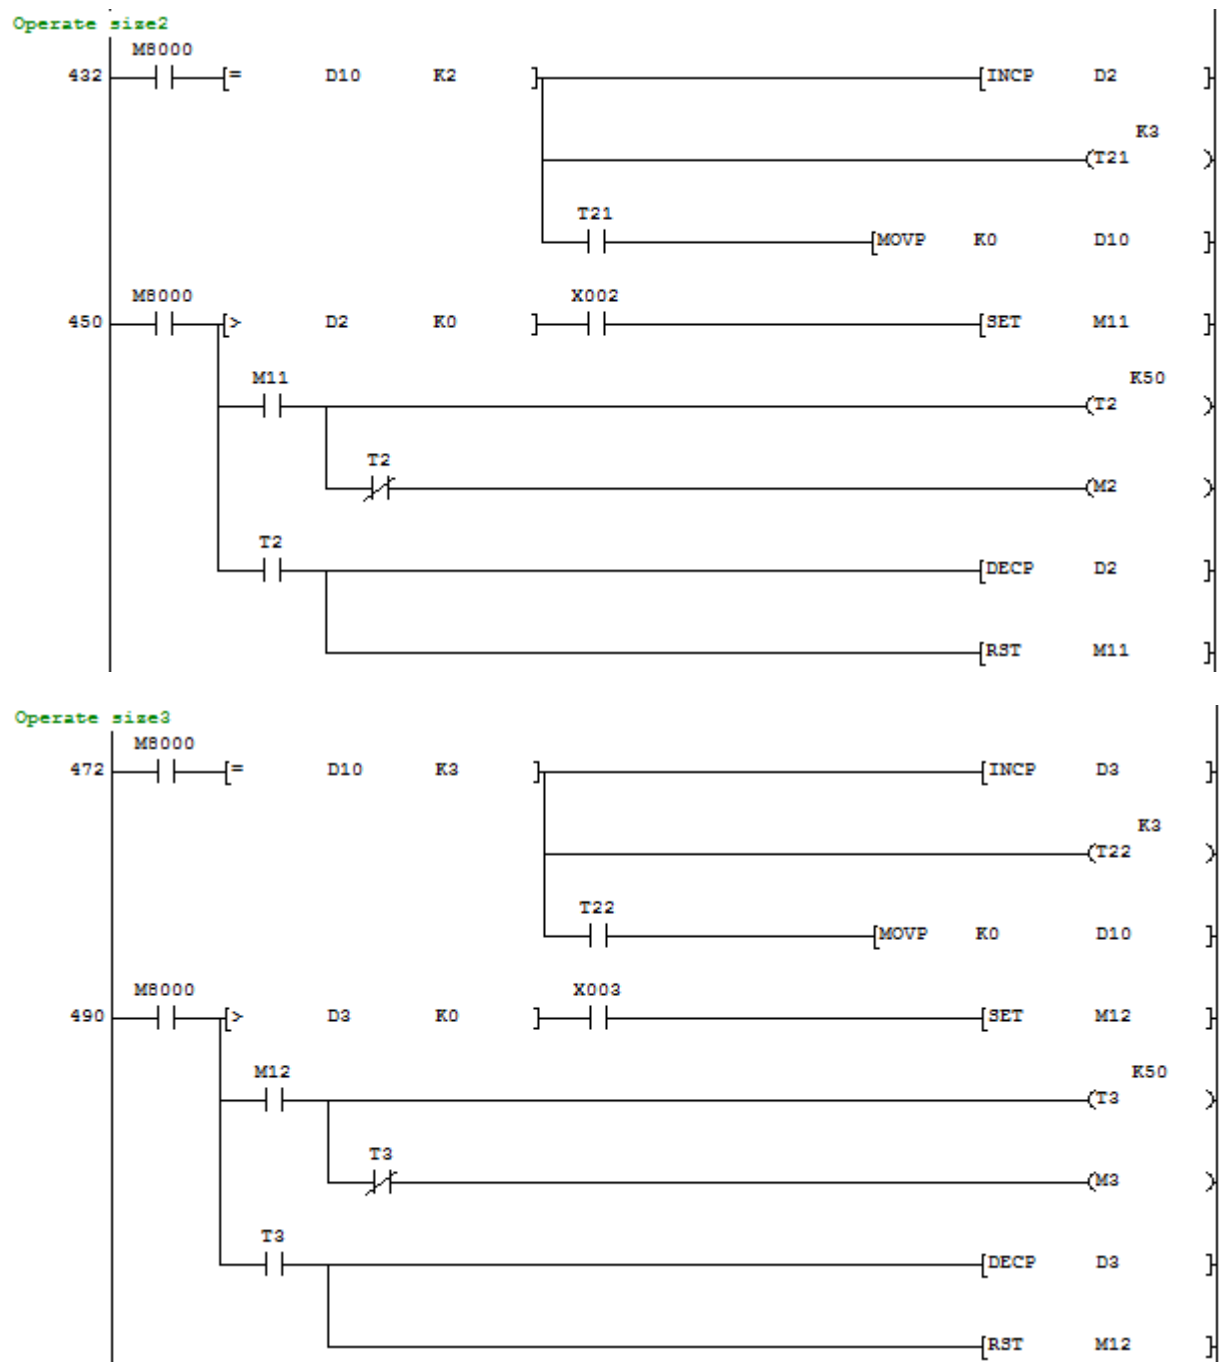 Operate size2
M8000
432 [= D10 K2 ] [INCP D2 ]
K3
(T21 )
T21
[MOVP K0 D10 ]
M8000 X002
450 [> D2 K0 ] [SET M11 ]
M11 K50
(T2 )
T2
(M2 )
T2
[DECP D2 ]
[RST M11 ]
Operate size3
M8000
472 [= D10 K3 ] [INCP D3 ]
K3
(T22 )
T22
[MOVP K0 D10 ]
M8000 X003
490 [> D3 K0 ] [SET M12 ]
M12 K50
(T3 )
T3
(M3 )
T3
[DECP D3 ]
[RST M12 ]